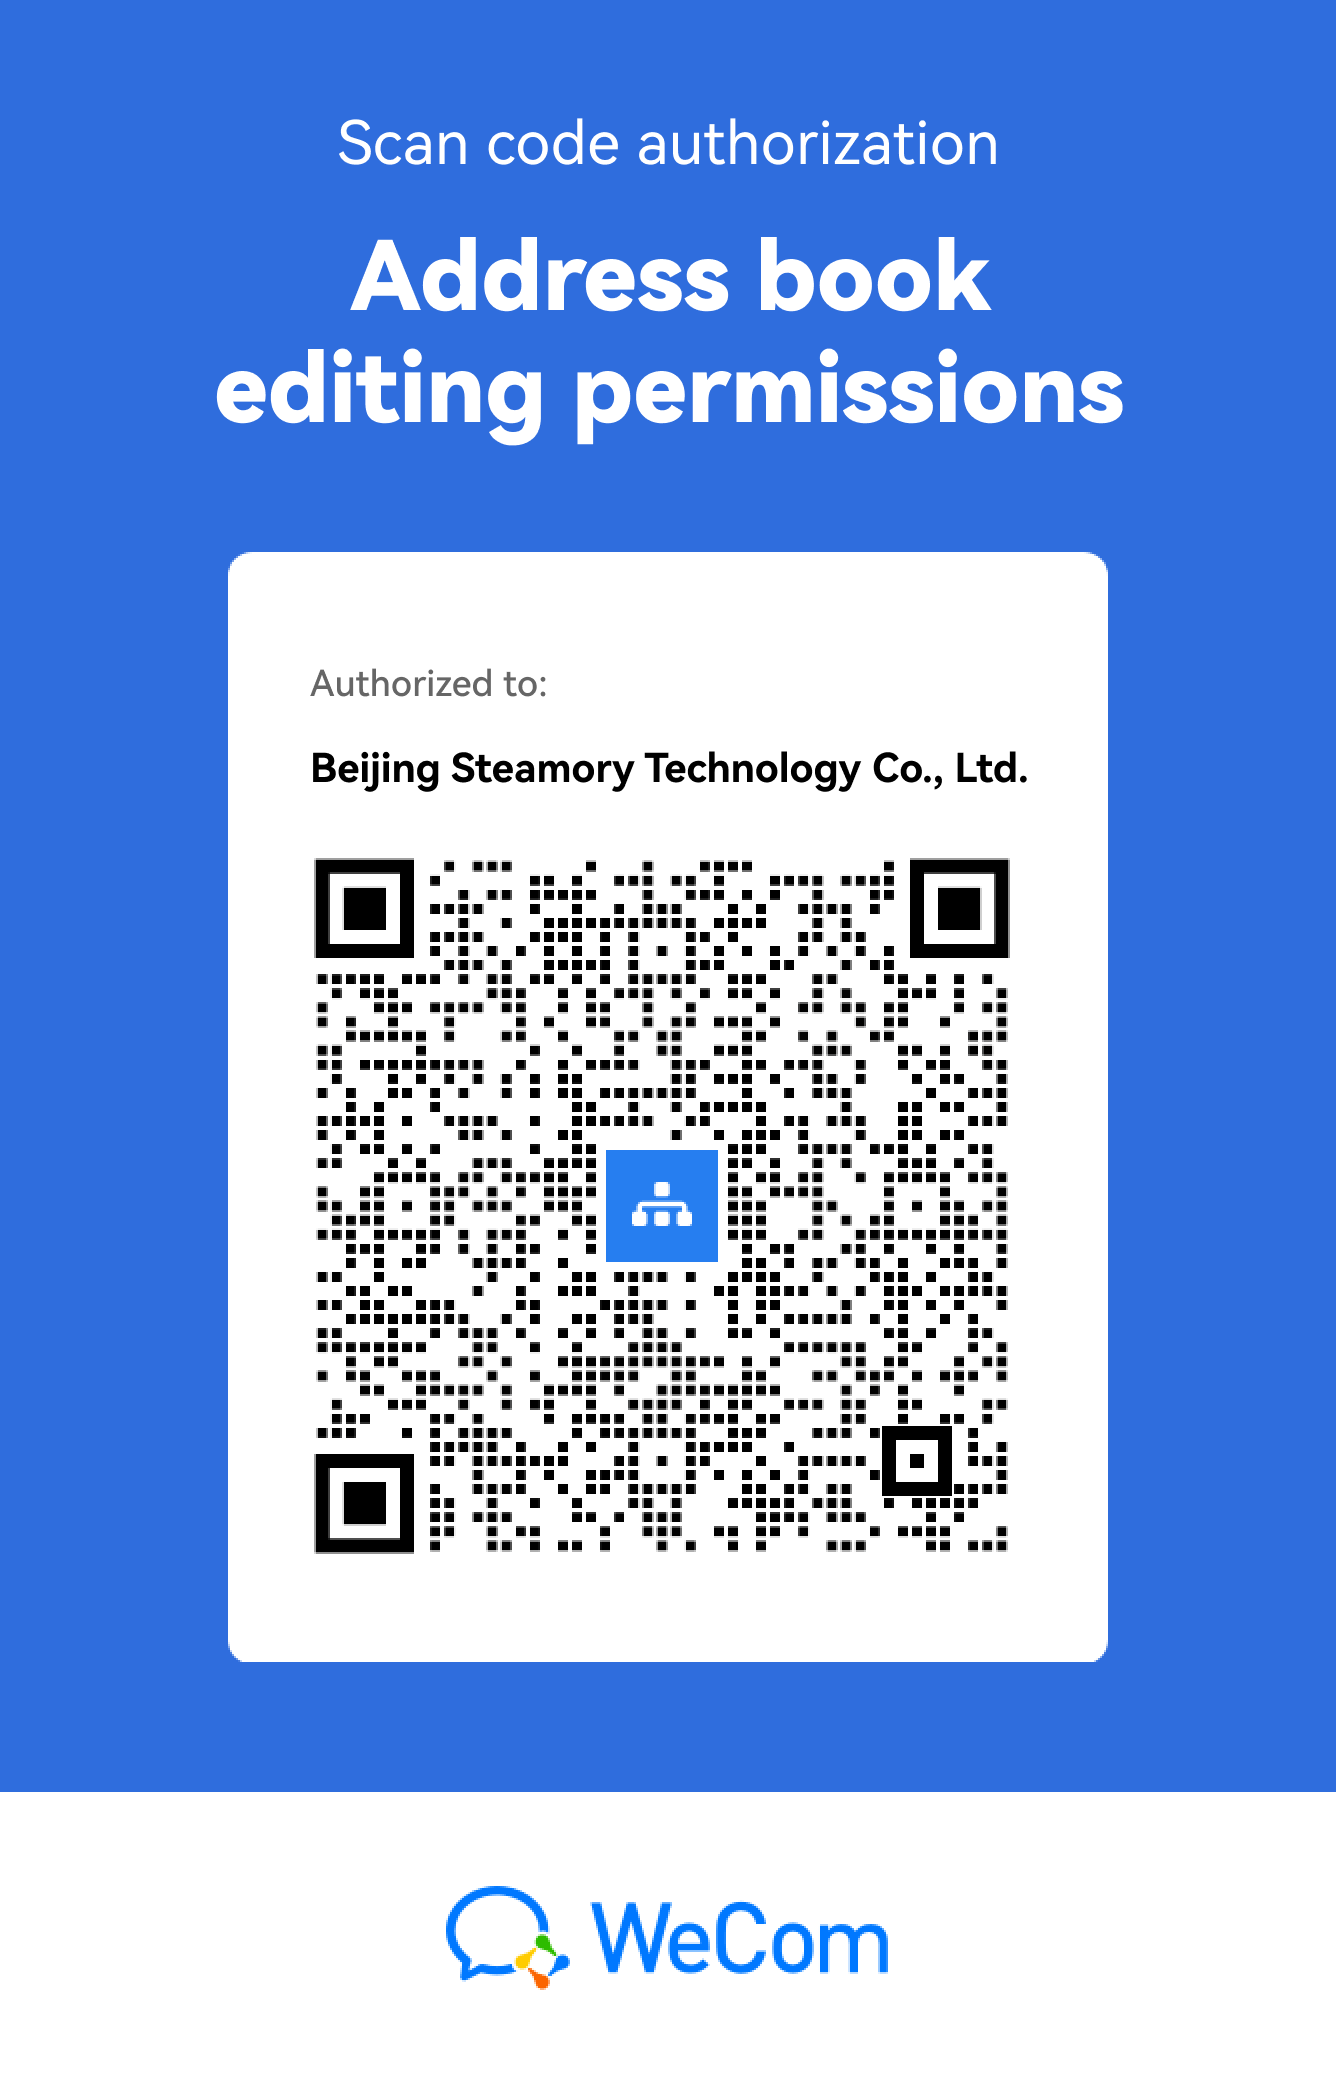 Scan code authorization
Address book
editing permissions
Authorized to:
Beijing Steamory Technology Co., Ltd.
WeCom